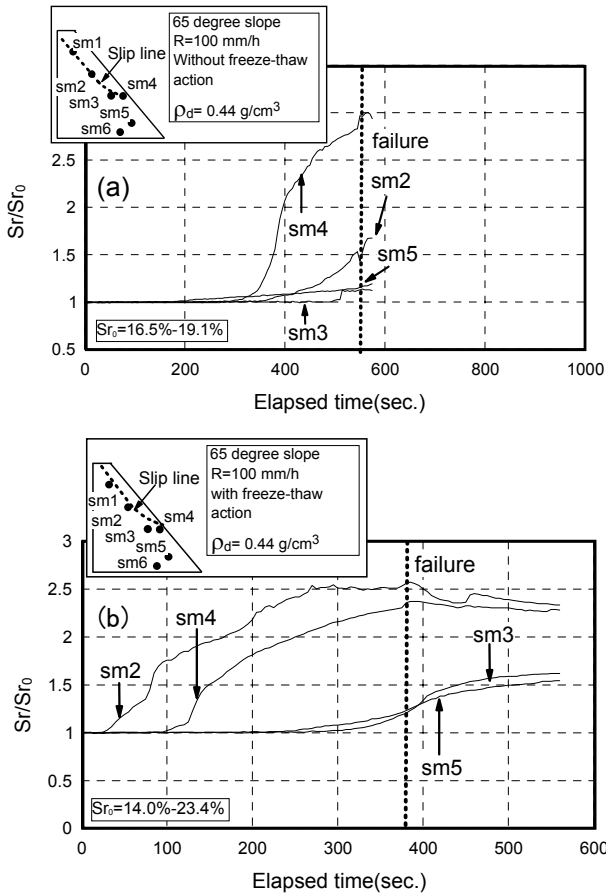 65 degree slope
R=100 mm/h
Without freeze-thaw
action
ρd= 0.44 g/cm3
sm1
Slip line
sm2
sm4
sm3
sm5
sm6
(a)
failure
sm2
sm4
sm5
sm3
Sr0=16.5%-19.1%
Sr/Sr0
3
2.5
2
1.5
1
0.5
0 200 400 600 800 1000
Elapsed time(sec.)
65 degree slope
R=100 mm/h
with freeze-thaw
action
ρd= 0.44 g/cm3
Slip line
sm1
sm2
sm4
sm3
sm5
sm6
(b)
failure
sm4
sm2
sm3
sm5
Sr0=14.0%-23.4%
Sr/Sr0
3
2.5
2
1.5
1
0.5
0
0 100 200 300 400 500 600
Elapsed time(sec.)